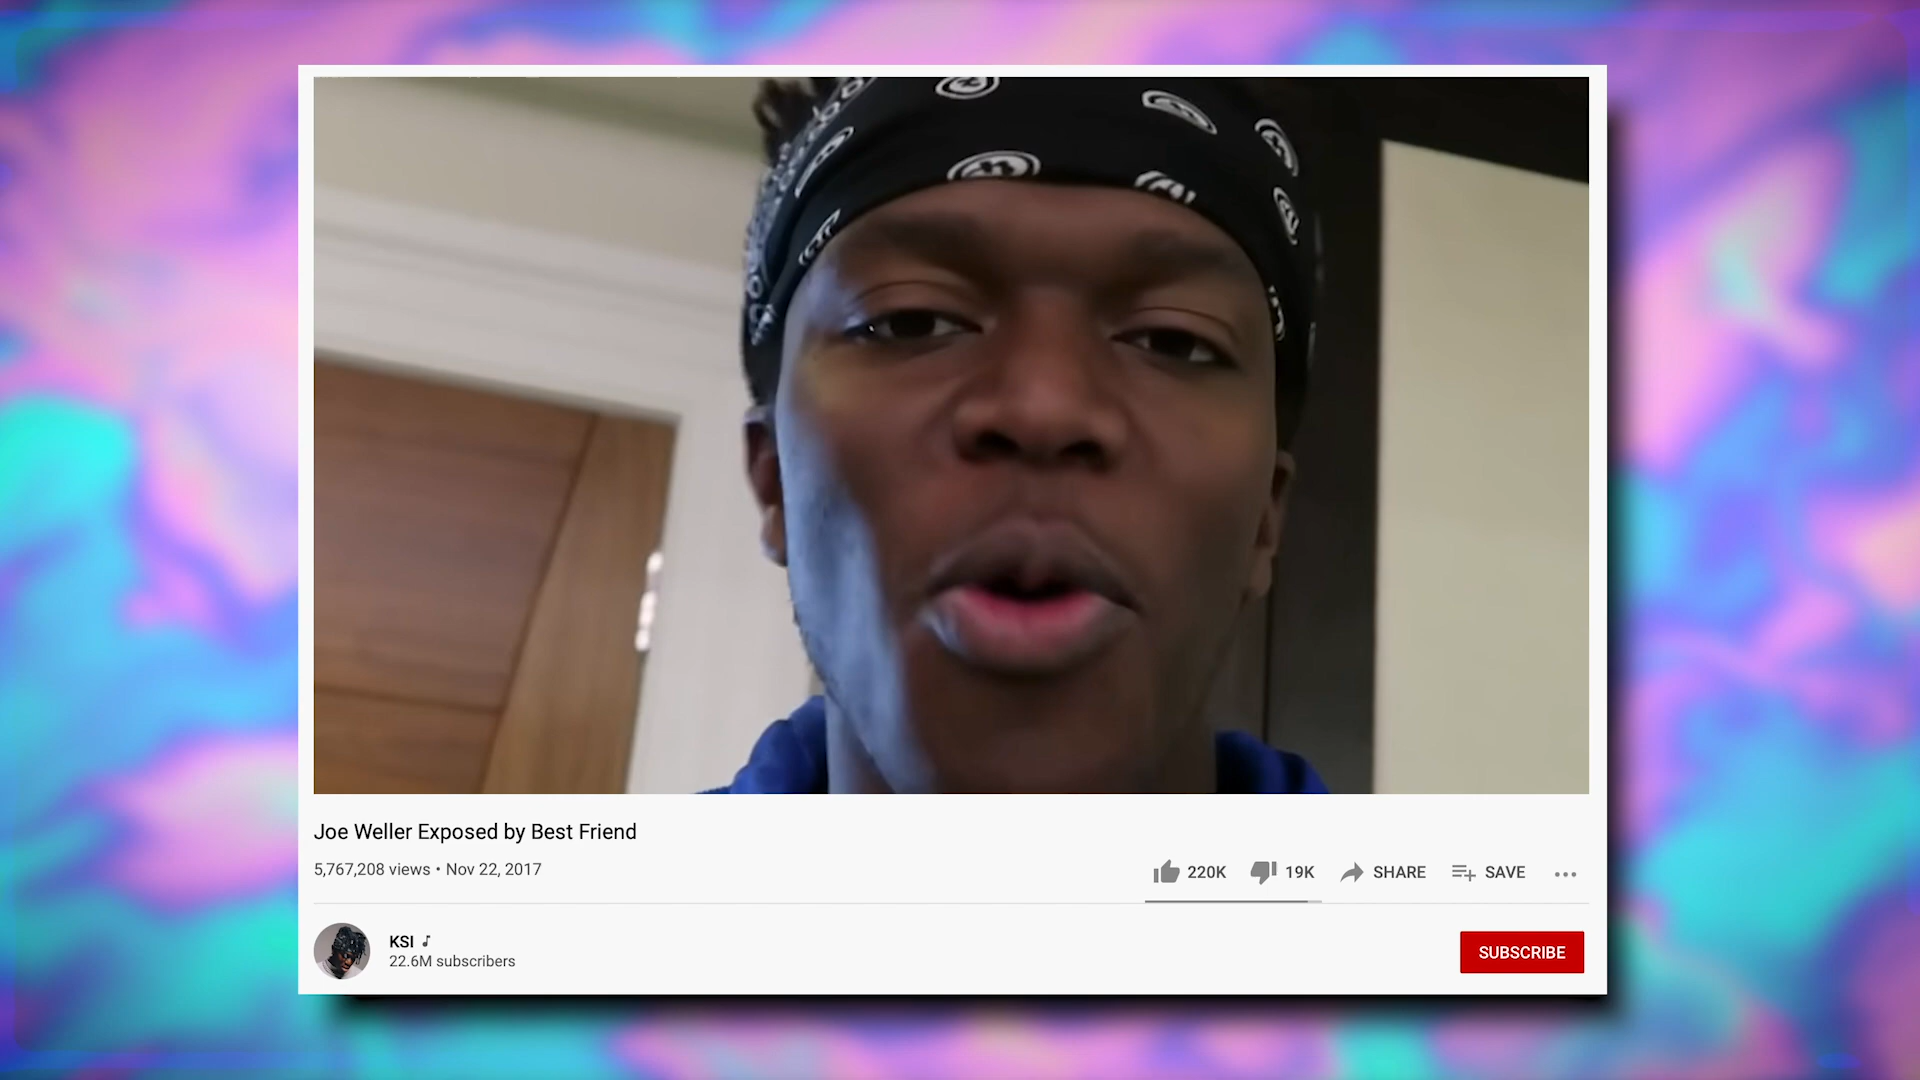 Joe Weller Exposed by Best Friend
5,767,208 views • Nov 22, 2017
220K 19K SHARE SAVE
KSI
22.6M subscribers
SUBSCRIBE